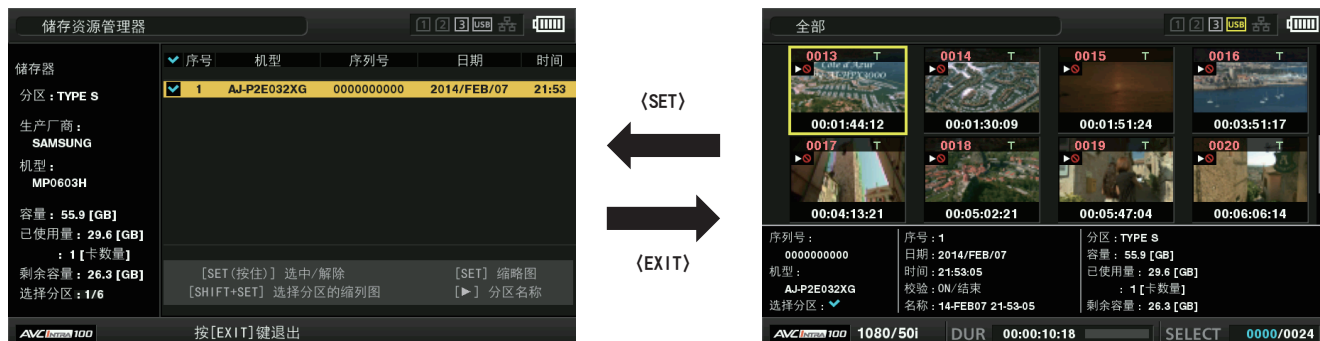 储存资源管理器
1 2 3 USB
储存器
分区：TYPE S
生产厂商：
SAMSUNG
机型：
MP0603H
容量：55.9 [GB]
已使用量：29.6 [GB]
：1 [卡数量]
剩余容量：26.3 [GB]
选择分区：1/6
序号 机型 序列号 日期 时间
1 AJ-P2E032XG 0000000000 2014/FEB/07 21:53
[SET(按住)] 选中/解除 [SET] 缩略图
[SHIFT+SET] 选择分区的缩列图 [▶] 分区名称
AVC INTRA 100 按[EXIT]键退出
〈SET〉
〈EXIT〉
全部
1 2 3 USB
0013 T 0014 T 0015 T 0016 T
Côte d'Azur
00:01:44:12 00:01:30:09 00:01:51:24 00:03:51:17
0017 T 0018 T 0019 T 0020 T
00:04:13:21 00:05:02:21 00:05:47:04 00:06:06:14
序列号：
0000000000
机型：
AJ-P2E032XG
选择分区：✔
序号：1
日期：2014/FEB/07
时间：21:53:05
校验：ON/结束
名称：14-FEB07 21-53-05
分区：TYPE S
容量：55.9 [GB]
已使用量：29.6 [GB]
：1 [卡数量]
剩余容量：26.3 [GB]
AVC INTRA 100 1080/50i DUR 00:00:10:18 SELECT 0000/0024